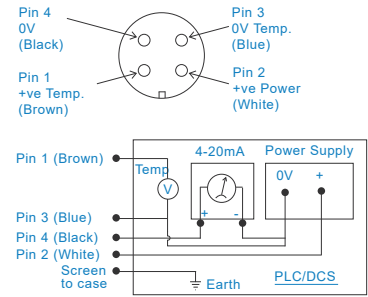 Pin 4
0V
(Black)
Pin 3
0V Temp.
(Blue)
Pin 1
+ve Temp.
(Brown)
Pin 2
+ve Power
(White)
Pin 1 (Brown)
Temp
V
4-20mA
+ -
Power Supply
0V +
Pin 3 (Blue)
Pin 4 (Black)
Pin 2 (White)
Screen
to case
Earth
PLC/DCS